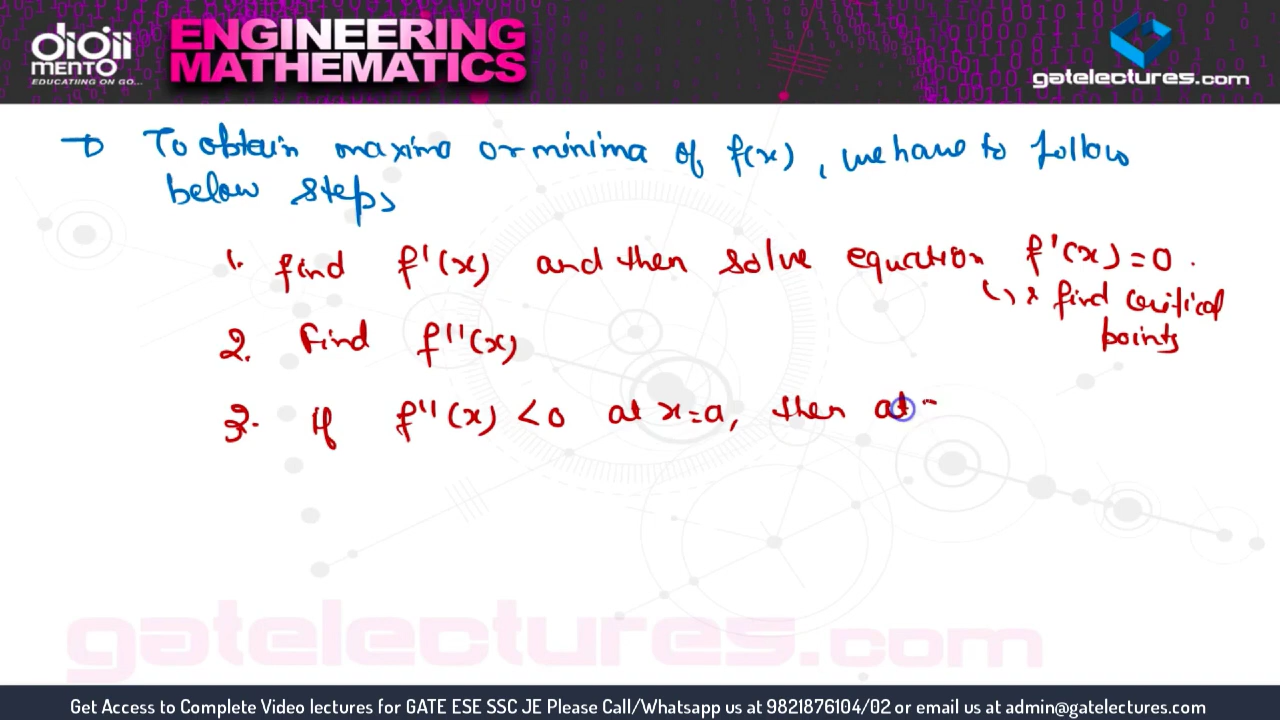 digii
MENTO
EDUCATING ON GO...
ENGINEERING
MATHEMATICS
gatelectures.com
→ To obtain maxima or minima of f(x), we have to follow
below steps
1. find f'(x) and then solve equation f'(x) = 0.
↳ & find critical
points
2. Find f''(x)
3. If f''(x) < 0 at x=a, then at
gatelectures.com
Get Access to Complete Video lectures for GATE ESE SSC JE Please Call/Whatsapp us at 9821876104/02 or email us at admin@gatelectures.com